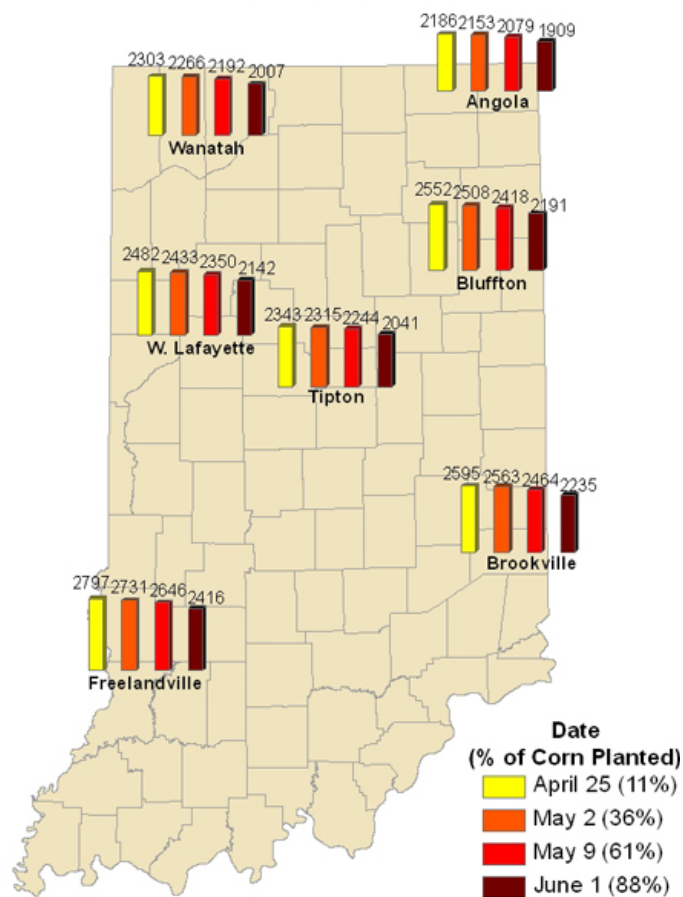 2186 2153 2079 1909
Angola
2303 2266 2192 2007
Wanatah
2552 2508 2418 2191
Bluffton
2482 2433 2350 2142
W. Lafayette
2343 2315 2244 2041
Tipton
2595 2563 2464 2235
Brookville
2797 2731 2646 2416
Freelandville
Date
(% of Corn Planted)
April 25 (11%)
May 2 (36%)
May 9 (61%)
June 1 (88%)